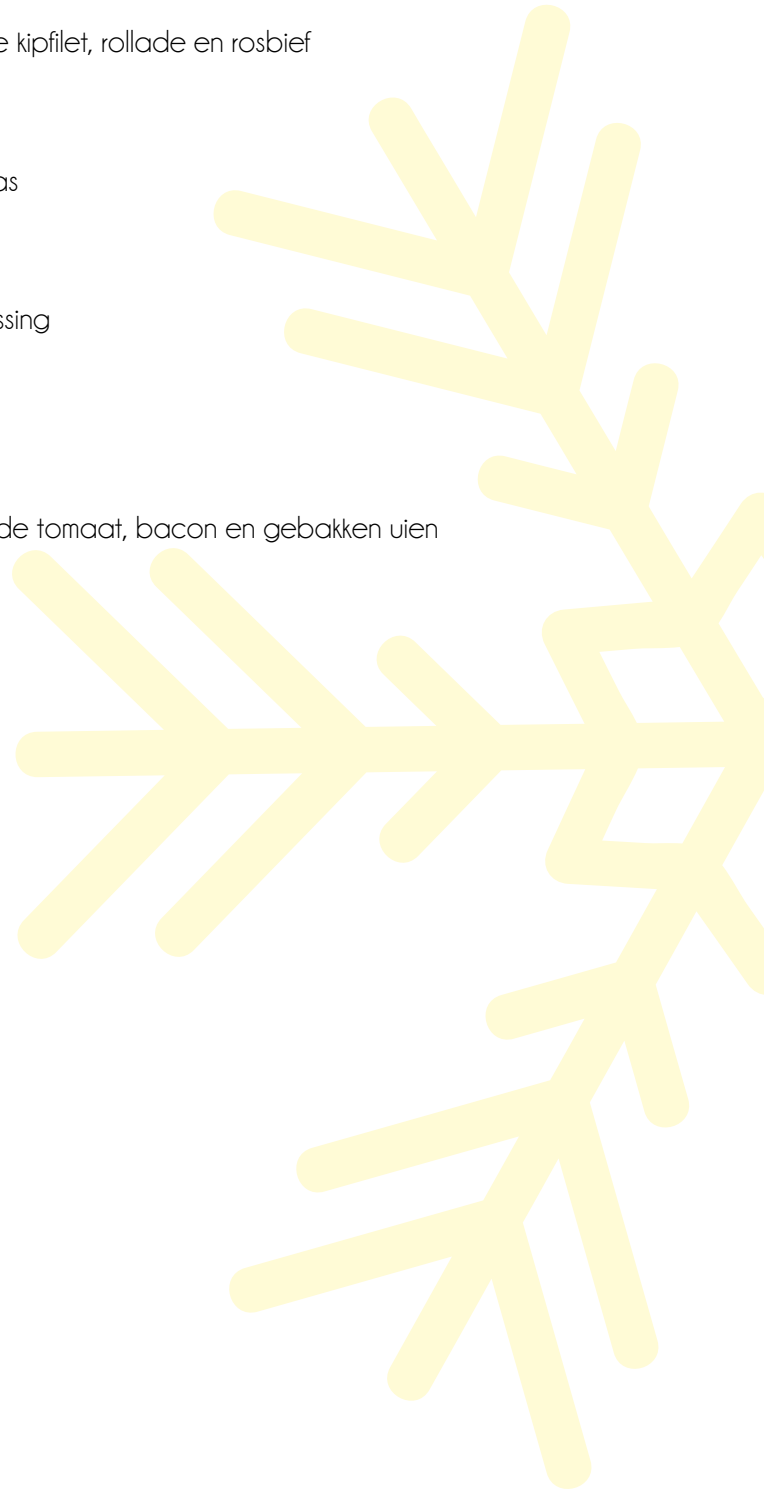 e kipfilet, rollade en rosbief
as
ssing
de tomaat, bacon en gebakken uien